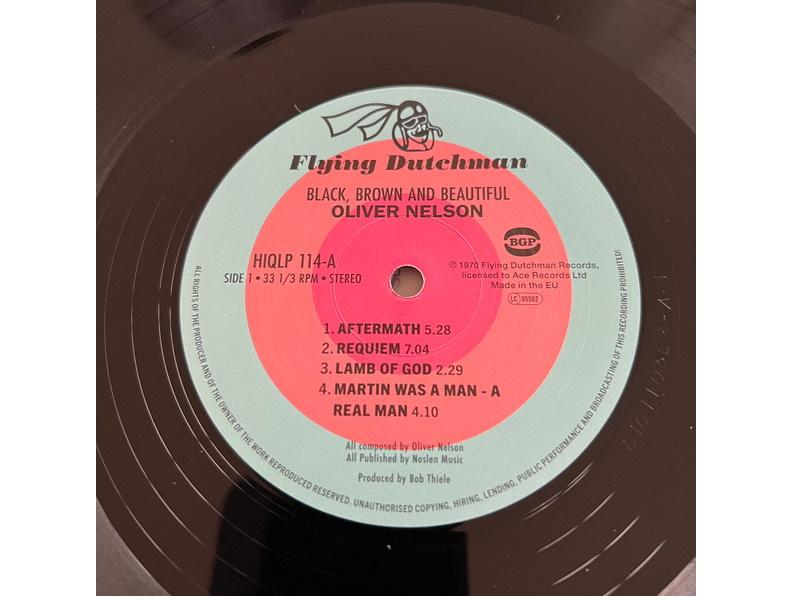 Flying Dutchman
BLACK, BROWN AND BEAUTIFUL
OLIVER NELSON
BGP
HIQLP 114-A
SIDE 1 • 33 1/3 RPM • STEREO
℗ 1970 Flying Dutchman Records,
licensed to Ace Records Ltd
Made in the EU
LC 05502
1. AFTERMATH 5.28
2. REQUIEM 7.04
3. LAMB OF GOD 2.29
4. MARTIN WAS A MAN - A
REAL MAN 4.10
All composed by Oliver Nelson
All Published by Noslen Music
Produced by Bob Thiele
ALL RIGHTS OF THE PRODUCER AND OF THE OWNER OF THE WORK REPRODUCED RESERVED. UNAUTHORISED COPYING, HIRING, LENDING, PUBLIC PERFORMANCE AND BROADCASTING OF THIS RECORDING PROHIBITED!